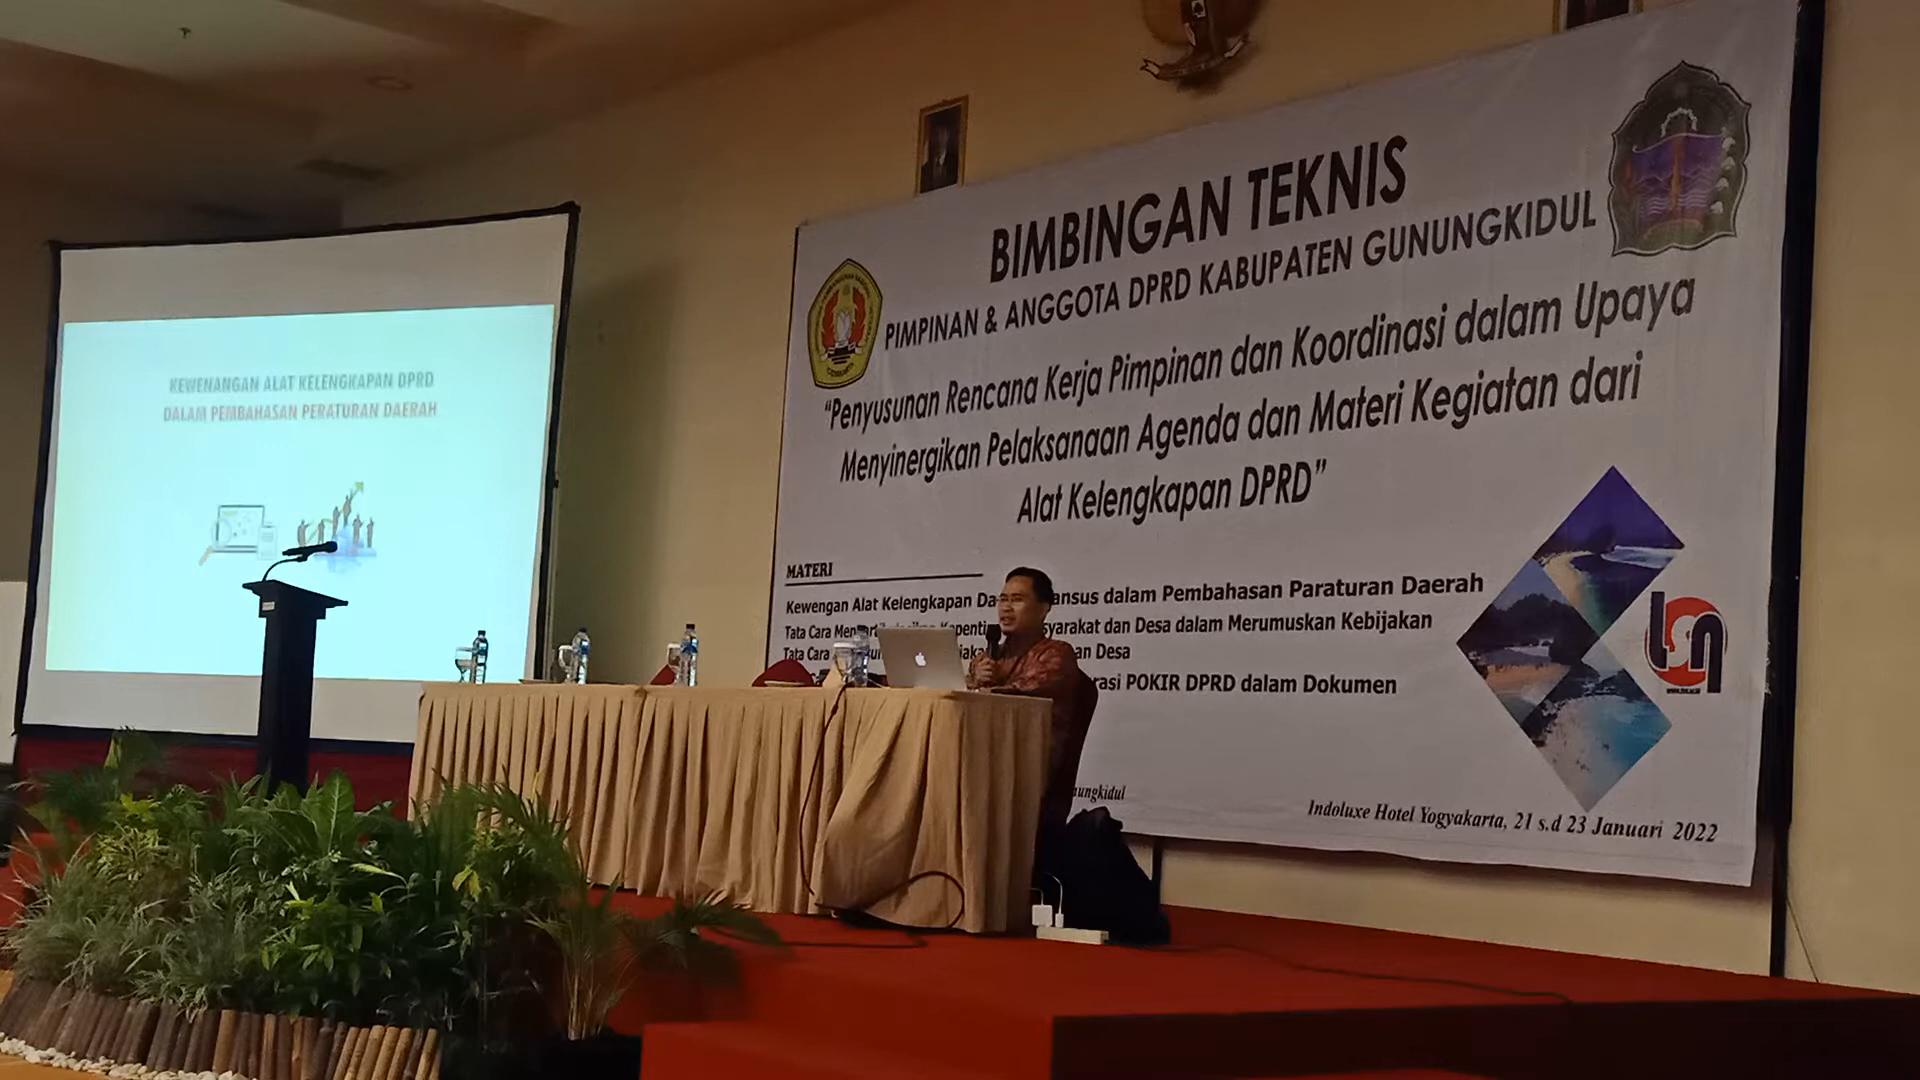 KEWENANGAN ALAT KELENGKAPAN DPRD
DALAM PEMBAHASAN PERATURAN DAERAH
BIMBINGAN TEKNIS
PIMPINAN & ANGGOTA DPRD KABUPATEN GUNUNGKIDUL
“Penyusunan Rencana Kerja Pimpinan dan Koordinasi dalam Upaya
Menyinergikan Pelaksanaan Agenda dan Materi Kegiatan dari
Alat Kelengkapan DPRD”
MATERI
Kewengan Alat Kelengkapan Da ansus dalam Pembahasan Paraturan Daerah
Tata Cara syarakat dan Desa dalam Merumuskan Kebijakan
Tata Cara an Desa
rasi POKIR DPRD dalam Dokumen
ungkidul
Indoluxe Hotel Yogyakarta, 21 s.d 23 Januari 2022